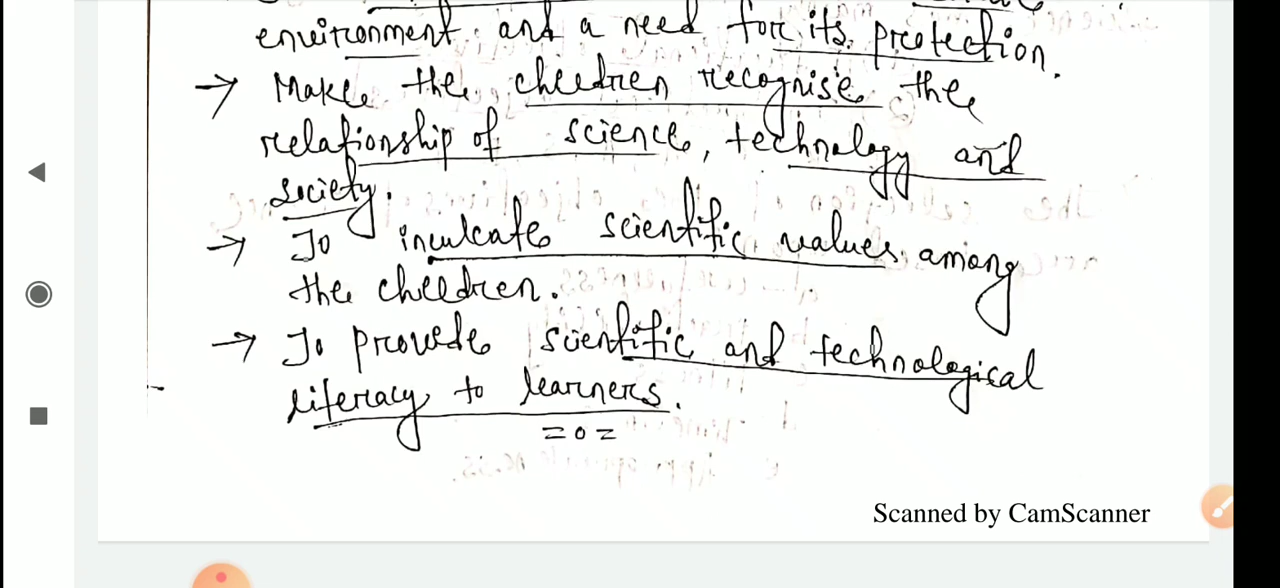 environment and a need for its protection.
→ Make the children recognise the
relationship of science, technology and
society.
→ To inculcate scientific values among
the children.
→ To provide scientific and technological
literacy to learners.
=0=
Scanned by CamScanner